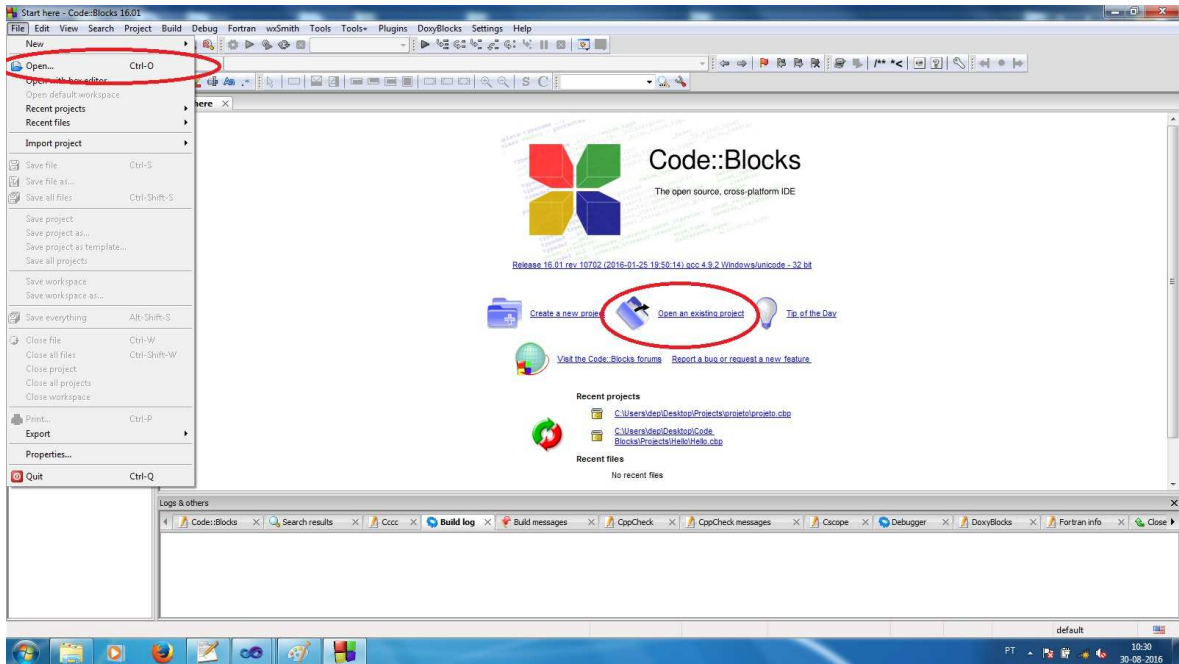 Start here - Code::Blocks 16.01
File Edit View Search Project Build Debug Fortran wxSmith Tools Tools+ Plugins DoxyBlocks Settings Help
New
Open... Ctrl-O
Open with hex editor
Open default workspace
Recent projects
Recent files
Import project
Save file Ctrl-S
Save file as...
Save all files Ctrl-Shift-S
Save project
Save project as...
Save project as template...
Save all projects
Save workspace
Save workspace as...
Save everything Alt-Shift-S
Close file Ctrl-W
Close all files Ctrl-Shift-W
Close project
Close all projects
Close workspace
Print... Ctrl-P
Export
Properties...
Quit Ctrl-Q
/** *<
S C
here
Code::Blocks
The open source, cross-platform IDE
Release 16.01 rev 10702 (2016-01-25 19:50:14) gcc 4.9.2 Windows/unicode - 32 bit
Create a new project Open an existing project Tip of the Day
Visit the Code::Blocks forums Report a bug or request a new feature
Recent projects
C:\Users\dep\Desktop\Projects\projeto\projeto.cbp
C:\Users\dep\Desktop\Code
Blocks\Projects\Hello\Hello.cbp
Recent files
No recent files
Logs & others
Code::Blocks Search results Cccc Build log Build messages CppCheck CppCheck messages Cscope Debugger DoxyBlocks Fortran info Close
default
PT 10:30
30-08-2016